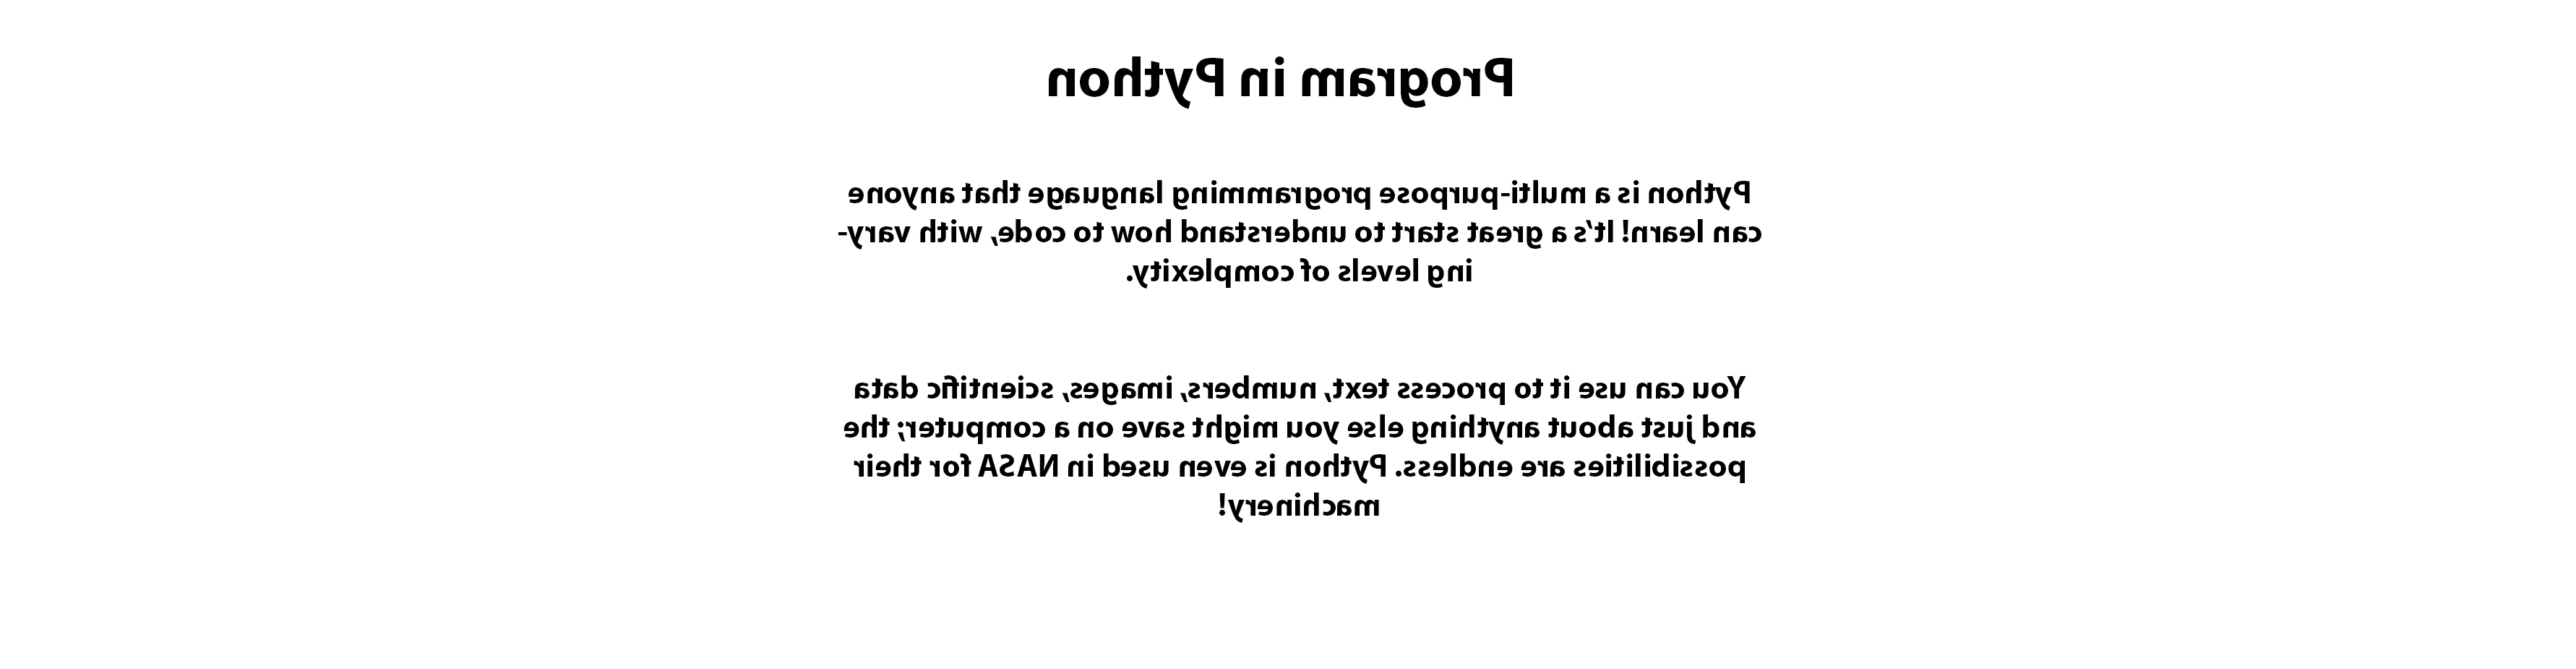 Program in Python
Python is a multi-purpose programming language that anyone
can learn! It’s a great start to understand how to code, with vary-
ing levels of complexity.
You can use it to process text, numbers, images, scientific data
and just about anything else you might save on a computer; the
possibilities are endless. Python is even used in NASA for their
machinery!